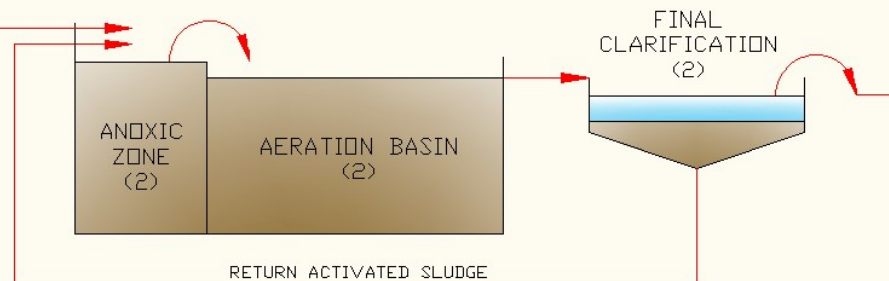 FINAL
CLARIFICATION
(2)
ANOXIC
ZONE
(2)
AERATION BASIN
(2)
RETURN ACTIVATED SLUDGE